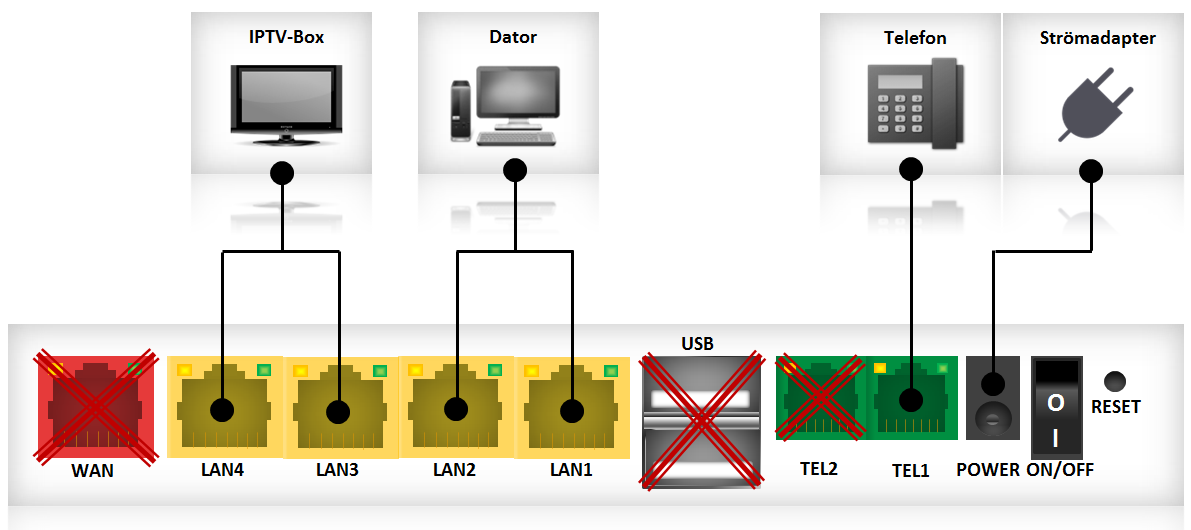 IPTV-Box
Dator
Telefon
Strömadapter
USB
WAN
LAN4
LAN3
LAN2
LAN1
TEL2
TEL1
POWER
ON/OFF
O
I
RESET